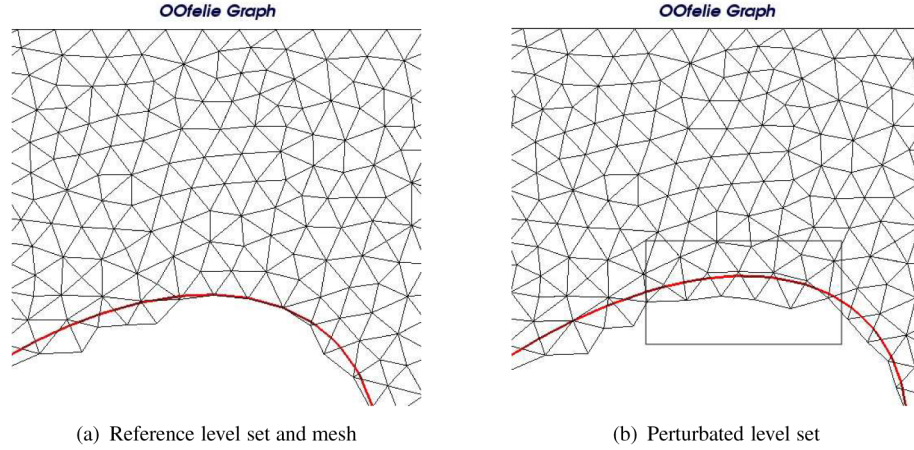 OOfelie Graph
OOfelie Graph
(a) Reference level set and mesh
(b) Perturbated level set